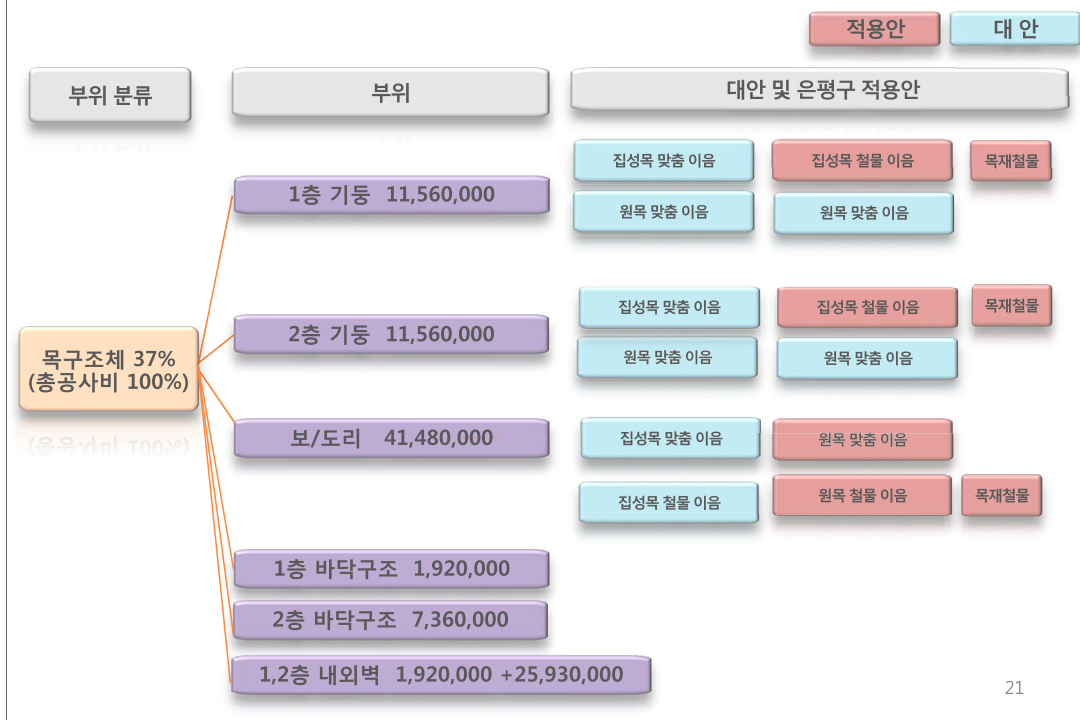 적용안
대 안
부위 분류
부위
대안 및 은평구 적용안
집성목 맞춤 이음
집성목 철물 이음
목재철물
1층 기둥 11,560,000
원목 맞춤 이음
원목 맞춤 이음
집성목 맞춤 이음
집성목 철물 이음
목재철물
2층 기둥 11,560,000
원목 맞춤 이음
원목 맞춤 이음
목구조체 37%
(총공사비 100%)
보/도리 41,480,000
집성목 맞춤 이음
원목 맞춤 이음
집성목 철물 이음
원목 철물 이음
목재철물
1층 바닥구조 1,920,000
2층 바닥구조 7,360,000
1,2층 내외벽 1,920,000 +25,930,000
21